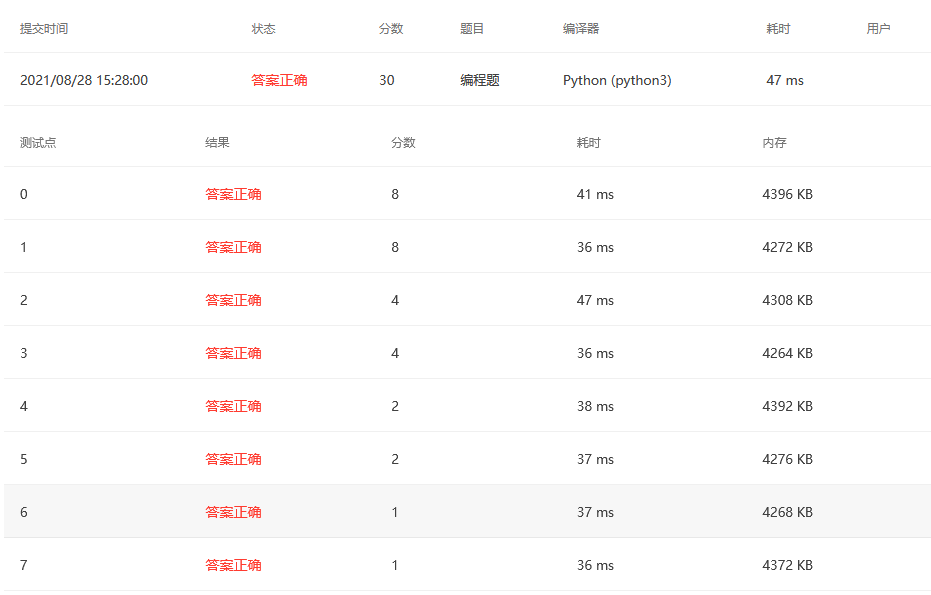 提交时间 状态 分数 题目 编译器 耗时 用户
2021/08/28 15:28:00 答案正确 30 编程题 Python (python3) 47 ms
测试点 结果 分数 耗时 内存
0 答案正确 8 41 ms 4396 KB
1 答案正确 8 36 ms 4272 KB
2 答案正确 4 47 ms 4308 KB
3 答案正确 4 36 ms 4264 KB
4 答案正确 2 38 ms 4392 KB
5 答案正确 2 37 ms 4276 KB
6 答案正确 1 37 ms 4268 KB
7 答案正确 1 36 ms 4372 KB